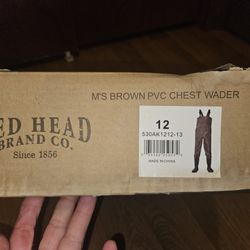 M'S BROWN PVC CHEST WADER
12
530AK1212-13
MADE IN CHINA
ED HEAD
BRAND CO.
Since 1856